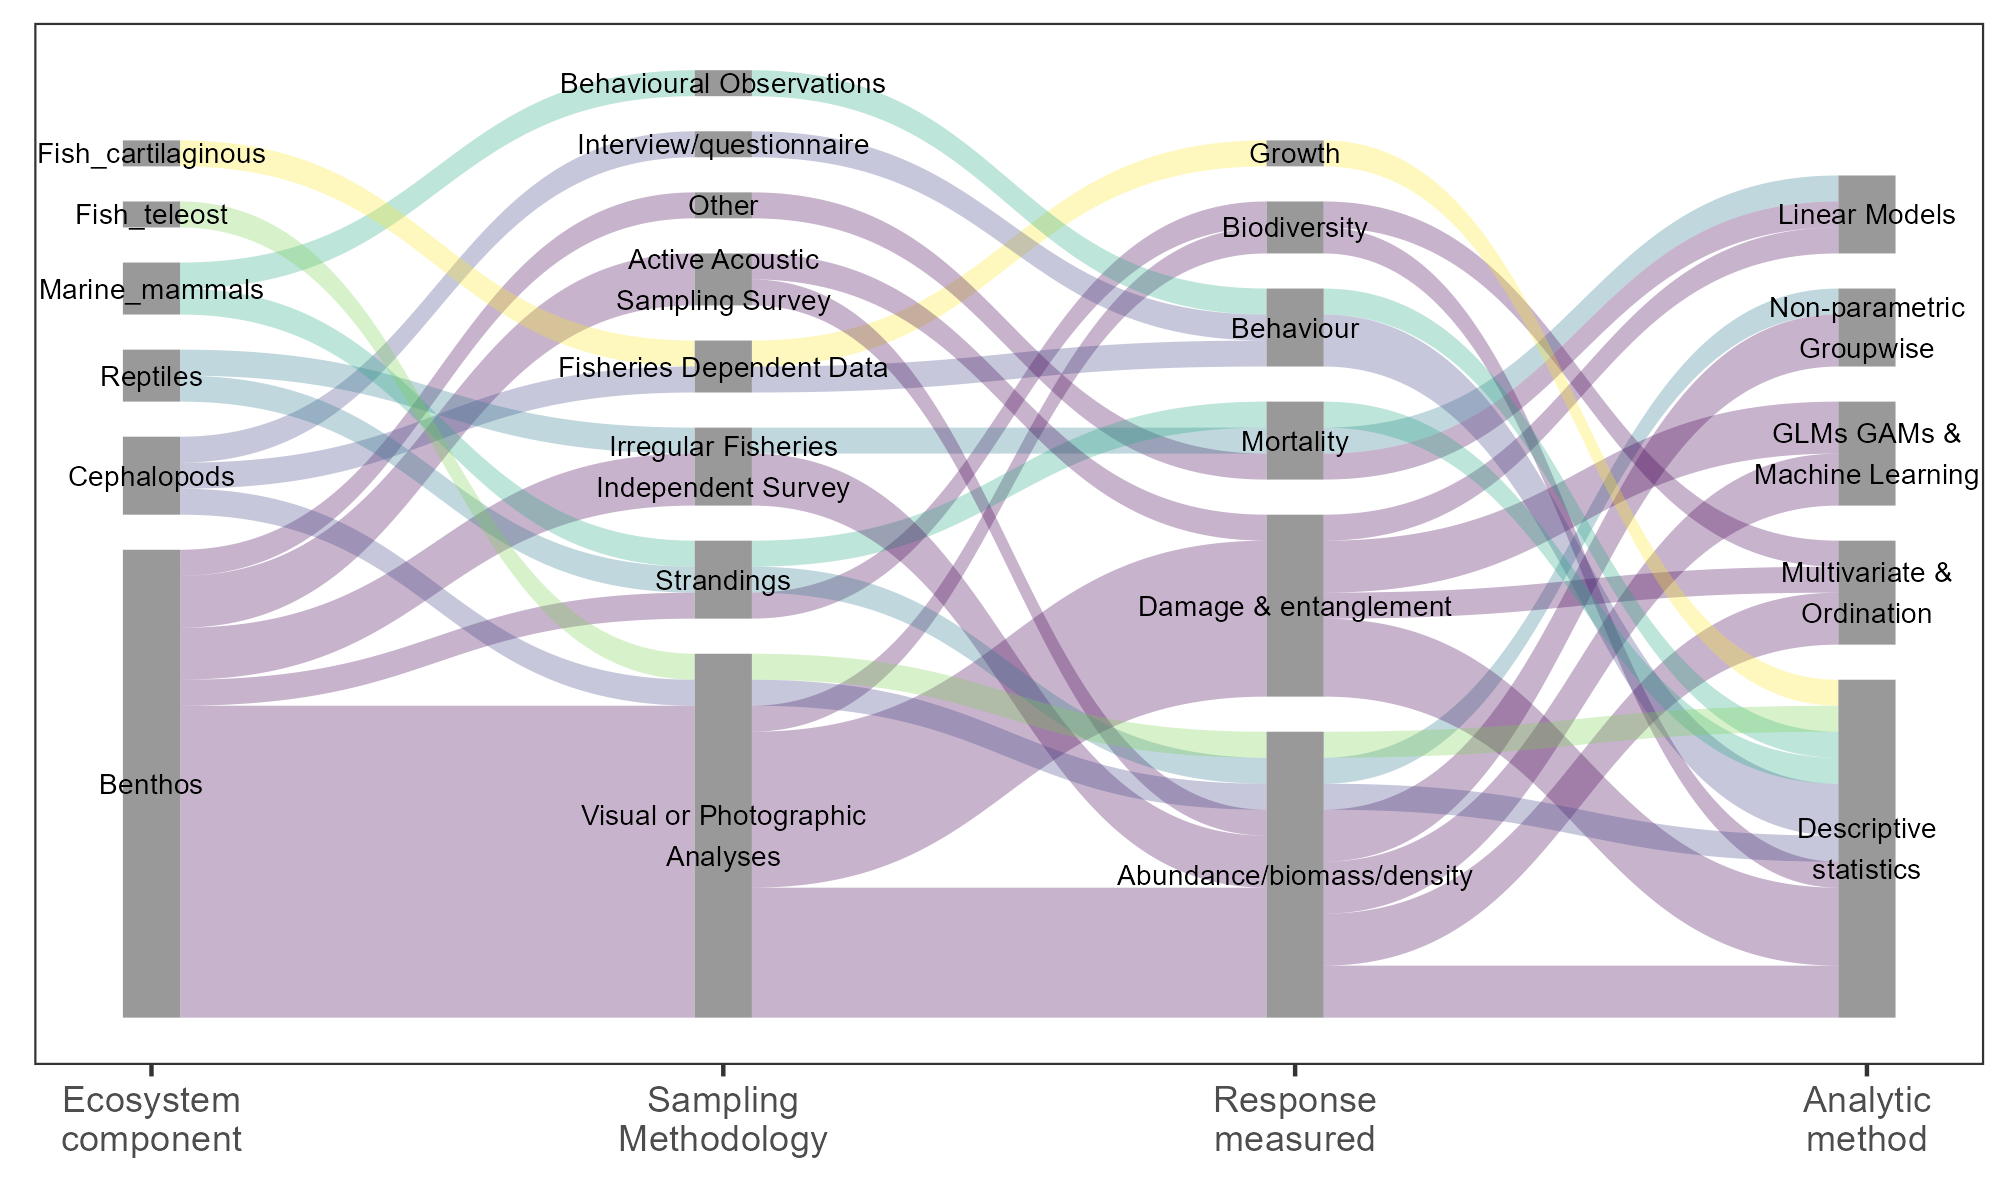 Fish_cartilaginous
Fish_teleost
Marine_mammals
Reptiles
Cephalopods
Benthos
Behavioural Observations
Interview/questionnaire
Other
Active Acoustic
Sampling Survey
Fisheries Dependent Data
Irregular Fisheries
Independent Survey
Strandings
Visual or Photographic
Analyses
Growth
Biodiversity
Behaviour
Mortality
Damage & entanglement
Abundance/biomass/density
Linear Models
Non-parametric
Groupwise
GLMs GAMs &
Machine Learning
Multivariate &
Ordination
Descriptive
statistics
Ecosystem
component
Sampling
Methodology
Response
measured
Analytic
method